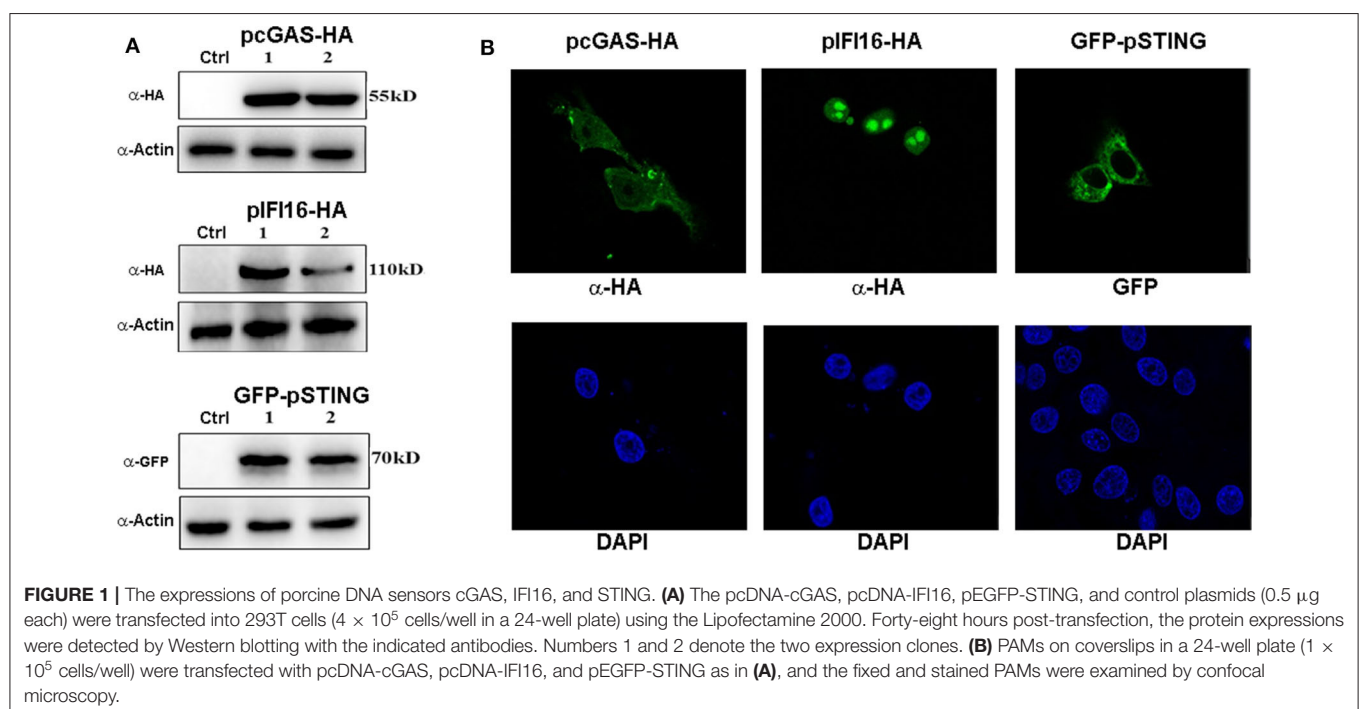 A
pcGAS-HA
Ctrl 1 2
α-HA 55kD
α-Actin
pIFI16-HA
Ctrl 1 2
α-HA 110kD
α-Actin
GFP-pSTING
Ctrl 1 2
α-GFP 70kD
α-Actin
B
pcGAS-HA pIFI16-HA GFP-pSTING
α-HA α-HA GFP
DAPI DAPI DAPI
FIGURE 1 | The expressions of porcine DNA sensors cGAS, IFI16, and STING. (A) The pcDNA-cGAS, pcDNA-IFI16, pEGFP-STING, and control plasmids (0.5 μg
each) were transfected into 293T cells (4 × 10⁵ cells/well in a 24-well plate) using the Lipofectamine 2000. Forty-eight hours post-transfection, the protein expressions
were detected by Western blotting with the indicated antibodies. Numbers 1 and 2 denote the two expression clones. (B) PAMs on coverslips in a 24-well plate (1 ×
10⁵ cells/well) were transfected with pcDNA-cGAS, pcDNA-IFI16, and pEGFP-STING as in (A), and the fixed and stained PAMs were examined by confocal
microscopy.